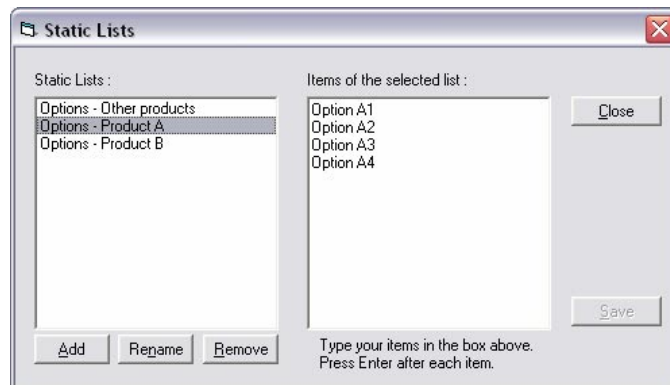 Static Lists
Static Lists :
Options - Other products
Options - Product A
Options - Product B
Add Rename Remove
Items of the selected list :
Option A1
Option A2
Option A3
Option A4
Type your items in the box above.
Press Enter after each item.
Close
Save